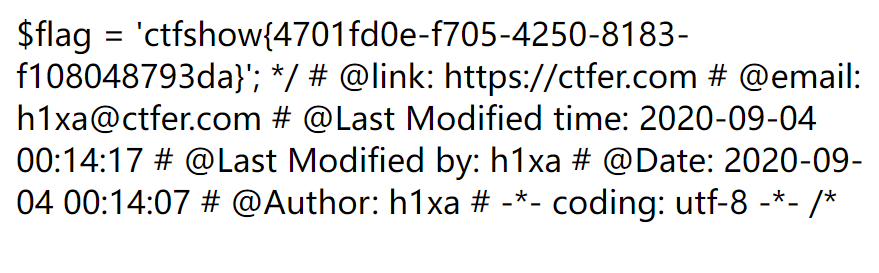 $flag = 'ctfshow{4701fd0e-f705-4250-8183-
f108048793da}'; */ # @link: https://ctfer.com # @email:
h1xa@ctfer.com # @Last Modified time: 2020-09-04
00:14:17 # @Last Modified by: h1xa # @Date: 2020-09-
04 00:14:07 # @Author: h1xa # -*- coding: utf-8 -*- /*